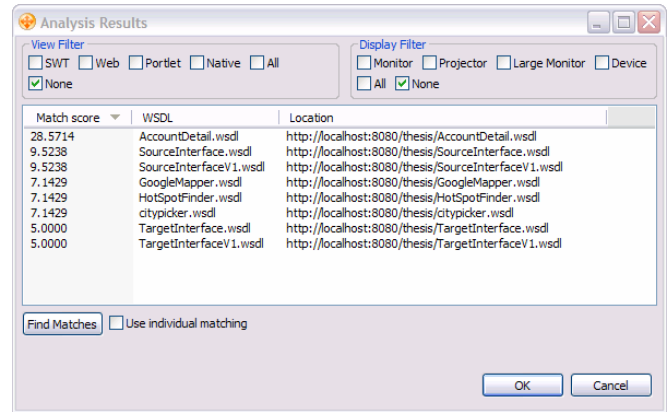 Analysis Results
View Filter
SWT Web Portlet Native All
None
Display Filter
Monitor Projector Large Monitor Device
All None
Match score WSDL Location
28.5714 AccountDetail.wsdl http://localhost:8080/thesis/AccountDetail.wsdl
9.5238 SourceInterface.wsdl http://localhost:8080/thesis/SourceInterface.wsdl
9.5238 SourceInterfaceV1.wsdl http://localhost:8080/thesis/SourceInterfaceV1.wsdl
7.1429 GoogleMapper.wsdl http://localhost:8080/thesis/GoogleMapper.wsdl
7.1429 HotSpotFinder.wsdl http://localhost:8080/thesis/HotSpotFinder.wsdl
7.1429 citypicker.wsdl http://localhost:8080/thesis/citypicker.wsdl
5.0000 TargetInterface.wsdl http://localhost:8080/thesis/TargetInterface.wsdl
5.0000 TargetInterfaceV1.wsdl http://localhost:8080/thesis/TargetInterfaceV1.wsdl
Find Matches Use individual matching
OK Cancel